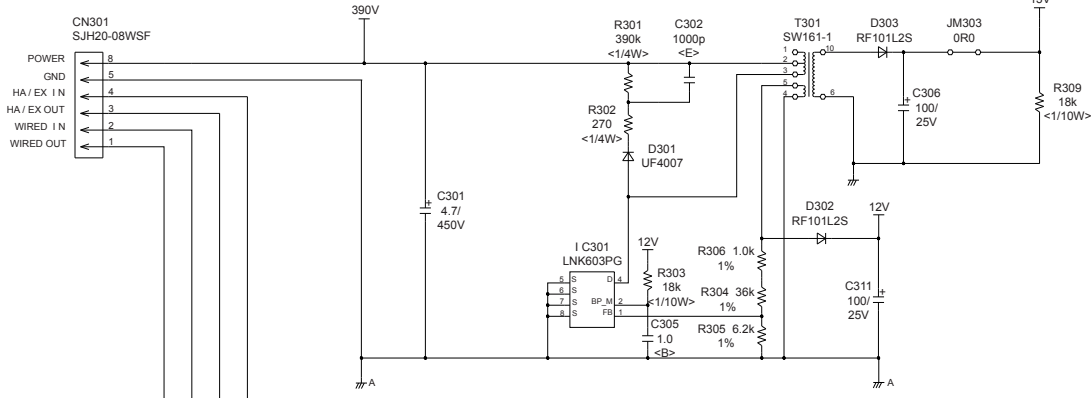 CN301
SJH20-08WSF
POWER 8
GND 5
HA / EX I N 4
HA / EX OUT 3
WIRED I N 2
WIRED OUT 1
390V
R301
390k
<1/4W>
C302
1000p
<E>
R302
270
<1/4W>
D301
UF4007
C301
4.7/
450V
+
T301
SW161-1
1
2
3
5
4
10
6
D303
RF101L2S
JM303
0R0
C306
100/
25V
+
R309
18k
<1/10W>
D302
RF101L2S
12V
C311
100/
25V
+
I C301
LNK603PG
5 S
6 S
7 S
8 S
D 4
BP_M 2
FB 1
12V
R303
18k
<1/10W>
C305
1.0
<B>
R306 1.0k
1%
R304 36k
1%
R305 6.2k
1%
A
A